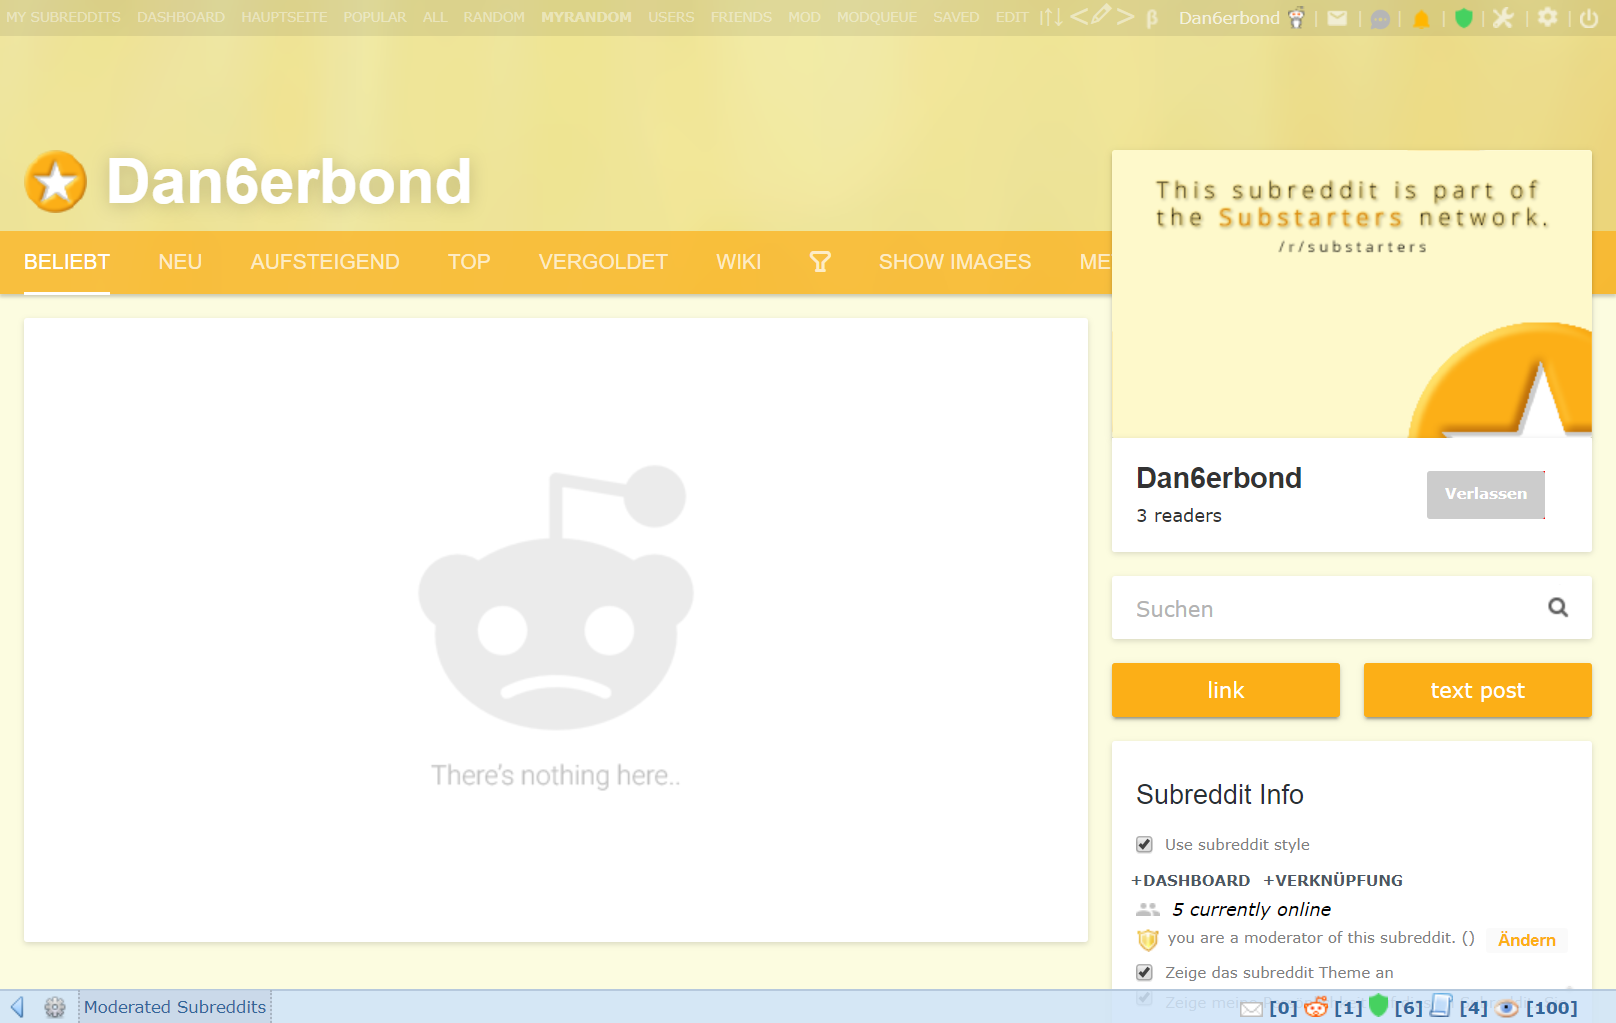 MY SUBREDDITS DASHBOARD HAUPTSEITE POPULAR ALL RANDOM MYRANDOM USERS FRIENDS MOD MODQUEUE SAVED EDIT β Dan6erbond
Dan6erbond
BELIEBT NEU AUFSTEIGEND TOP VERGOLDET WIKI SHOW IMAGES ME
This subreddit is part of
the Substarters network.
/r/substarters
There's nothing here..
Dan6erbond
3 readers
Verlassen
Suchen
link
text post
Subreddit Info
Use subreddit style
+DASHBOARD +VERKNÜPFUNG
5 currently online
you are a moderator of this subreddit. () Ändern
Zeige das subreddit Theme an
Zeige
Moderated Subreddits
[0] [1] [6] [4] [100]